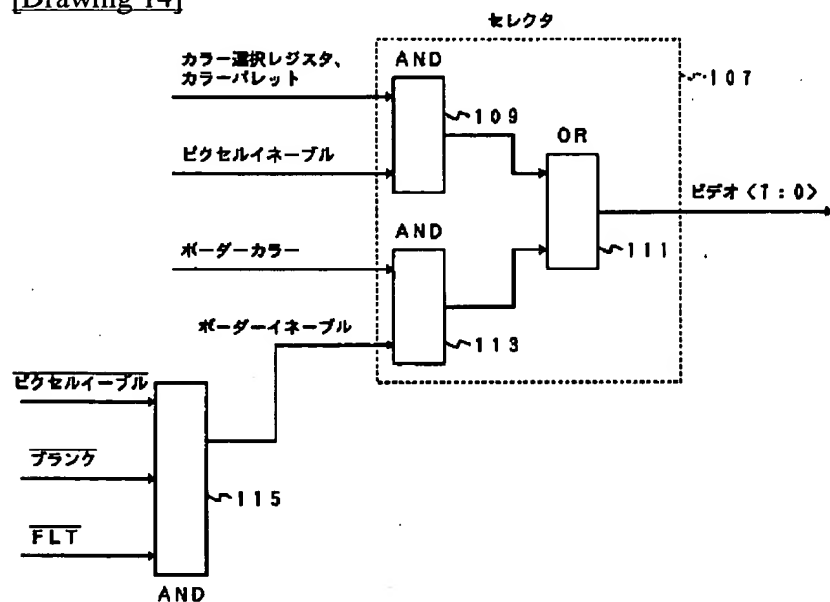 [Drawing 14]
セレクタ
カラー選択レジスタ、
カラーパレット
AND
107
109
OR
ピクセルイネーブル
ビデオ〈7:0〉
AND
ボーダーカラー
111
ボーダーイネーブル
113
ピクセルイーブル
ブランク
115
FLT
AND